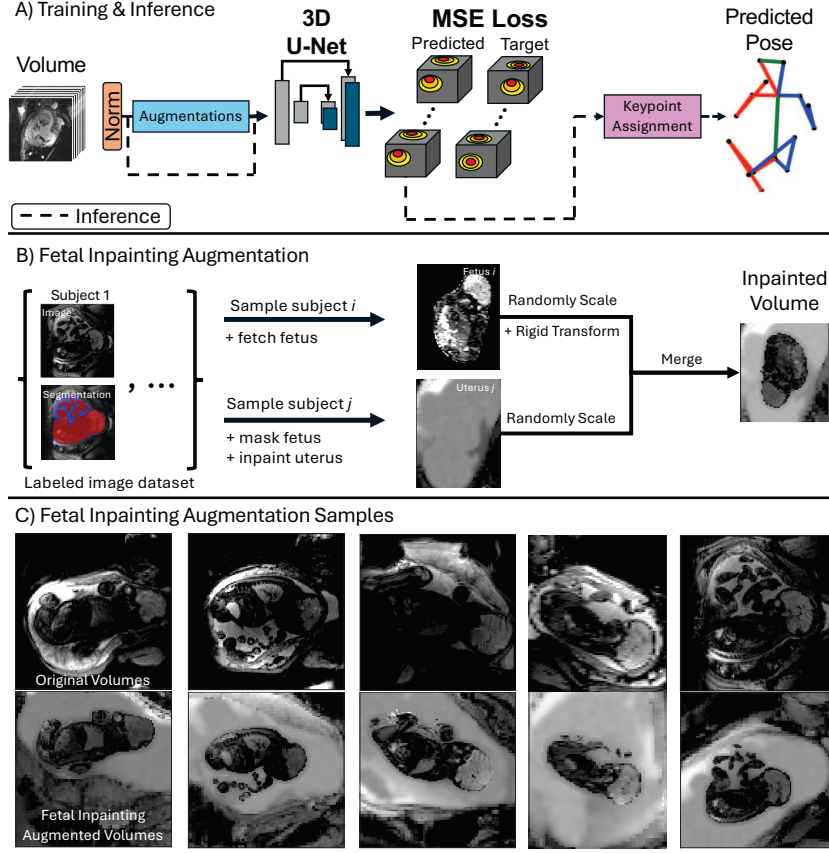 A) Training & Inference
Volume
Norm
Augmentations
3D
U-Net
MSE Loss
Predicted
Target
Keypoint
Assignment
Predicted
Pose
Inference
B) Fetal Inpainting Augmentation
Subject 1
Image
Segmentation
, ...
Labeled image dataset
Sample subject i
+ fetch fetus
Sample subject j
+ mask fetus
+ inpaint uterus
Fetus i
Uterus j
Randomly Scale
+ Rigid Transform
Randomly Scale
Merge
Inpainted
Volume
C) Fetal Inpainting Augmentation Samples
Original Volumes
Fetal Inpainting
Augmented Volumes